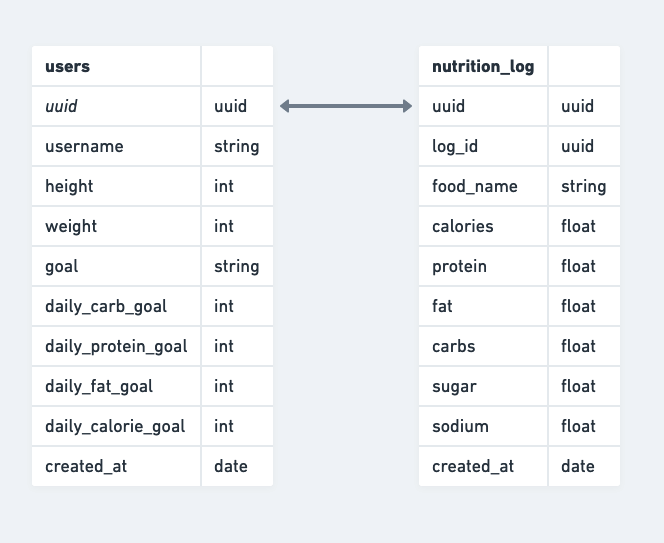 users
uuid uuid
username string
height int
weight int
goal string
daily_carb_goal int
daily_protein_goal int
daily_fat_goal int
daily_calorie_goal int
created_at date
nutrition_log
uuid uuid
log_id uuid
food_name string
calories float
protein float
fat float
carbs float
sugar float
sodium float
created_at date